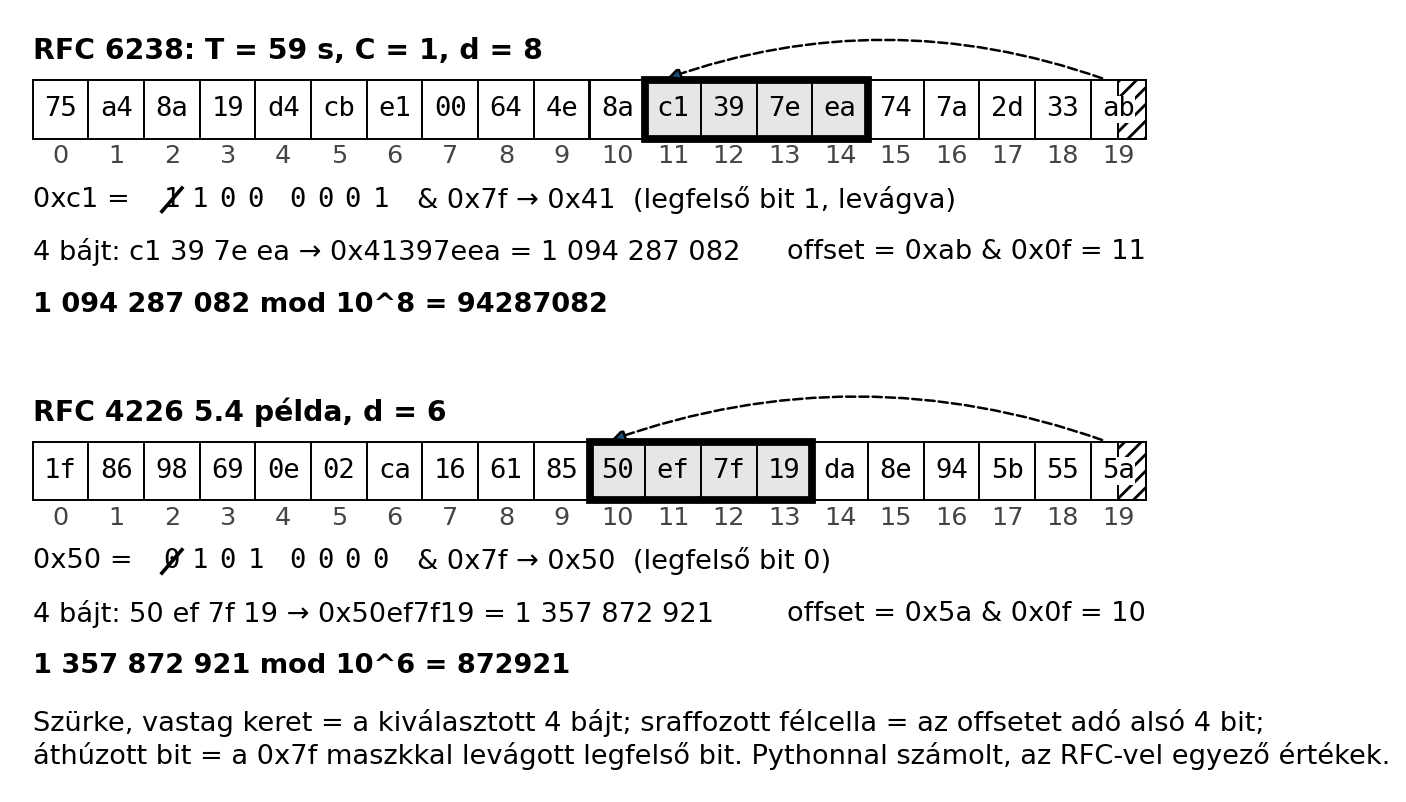 RFC 6238: T = 59 s, C = 1, d = 8
75 a4 8a 19 d4 cb e1 00 64 4e 8a c1 39 7e ea 74 7a 2d 33 ab
0 1 2 3 4 5 6 7 8 9 10 11 12 13 14 15 16 17 18 19
0xc1 = 1 1 0 0 0 0 0 1 & 0x7f → 0x41 (legfelső bit 1, levágva)
4 bájt: c1 39 7e ea → 0x41397eea = 1 094 287 082 offset = 0xab & 0x0f = 11
1 094 287 082 mod 10^8 = 94287082
RFC 4226 5.4 példa, d = 6
1f 86 98 69 0e 02 ca 16 61 85 50 ef 7f 19 da 8e 94 5b 55 5a
0 1 2 3 4 5 6 7 8 9 10 11 12 13 14 15 16 17 18 19
0x50 = 0 1 0 1 0 0 0 0 & 0x7f → 0x50 (legfelső bit 0)
4 bájt: 50 ef 7f 19 → 0x50ef7f19 = 1 357 872 921 offset = 0x5a & 0x0f = 10
1 357 872 921 mod 10^6 = 872921
Szürke, vastag keret = a kiválasztott 4 bájt; sraffozott félcella = az offsetet adó alsó 4 bit;
áthúzott bit = a 0x7f maszkkal levágott legfelső bit. Pythonnal számolt, az RFC-vel egyező értékek.